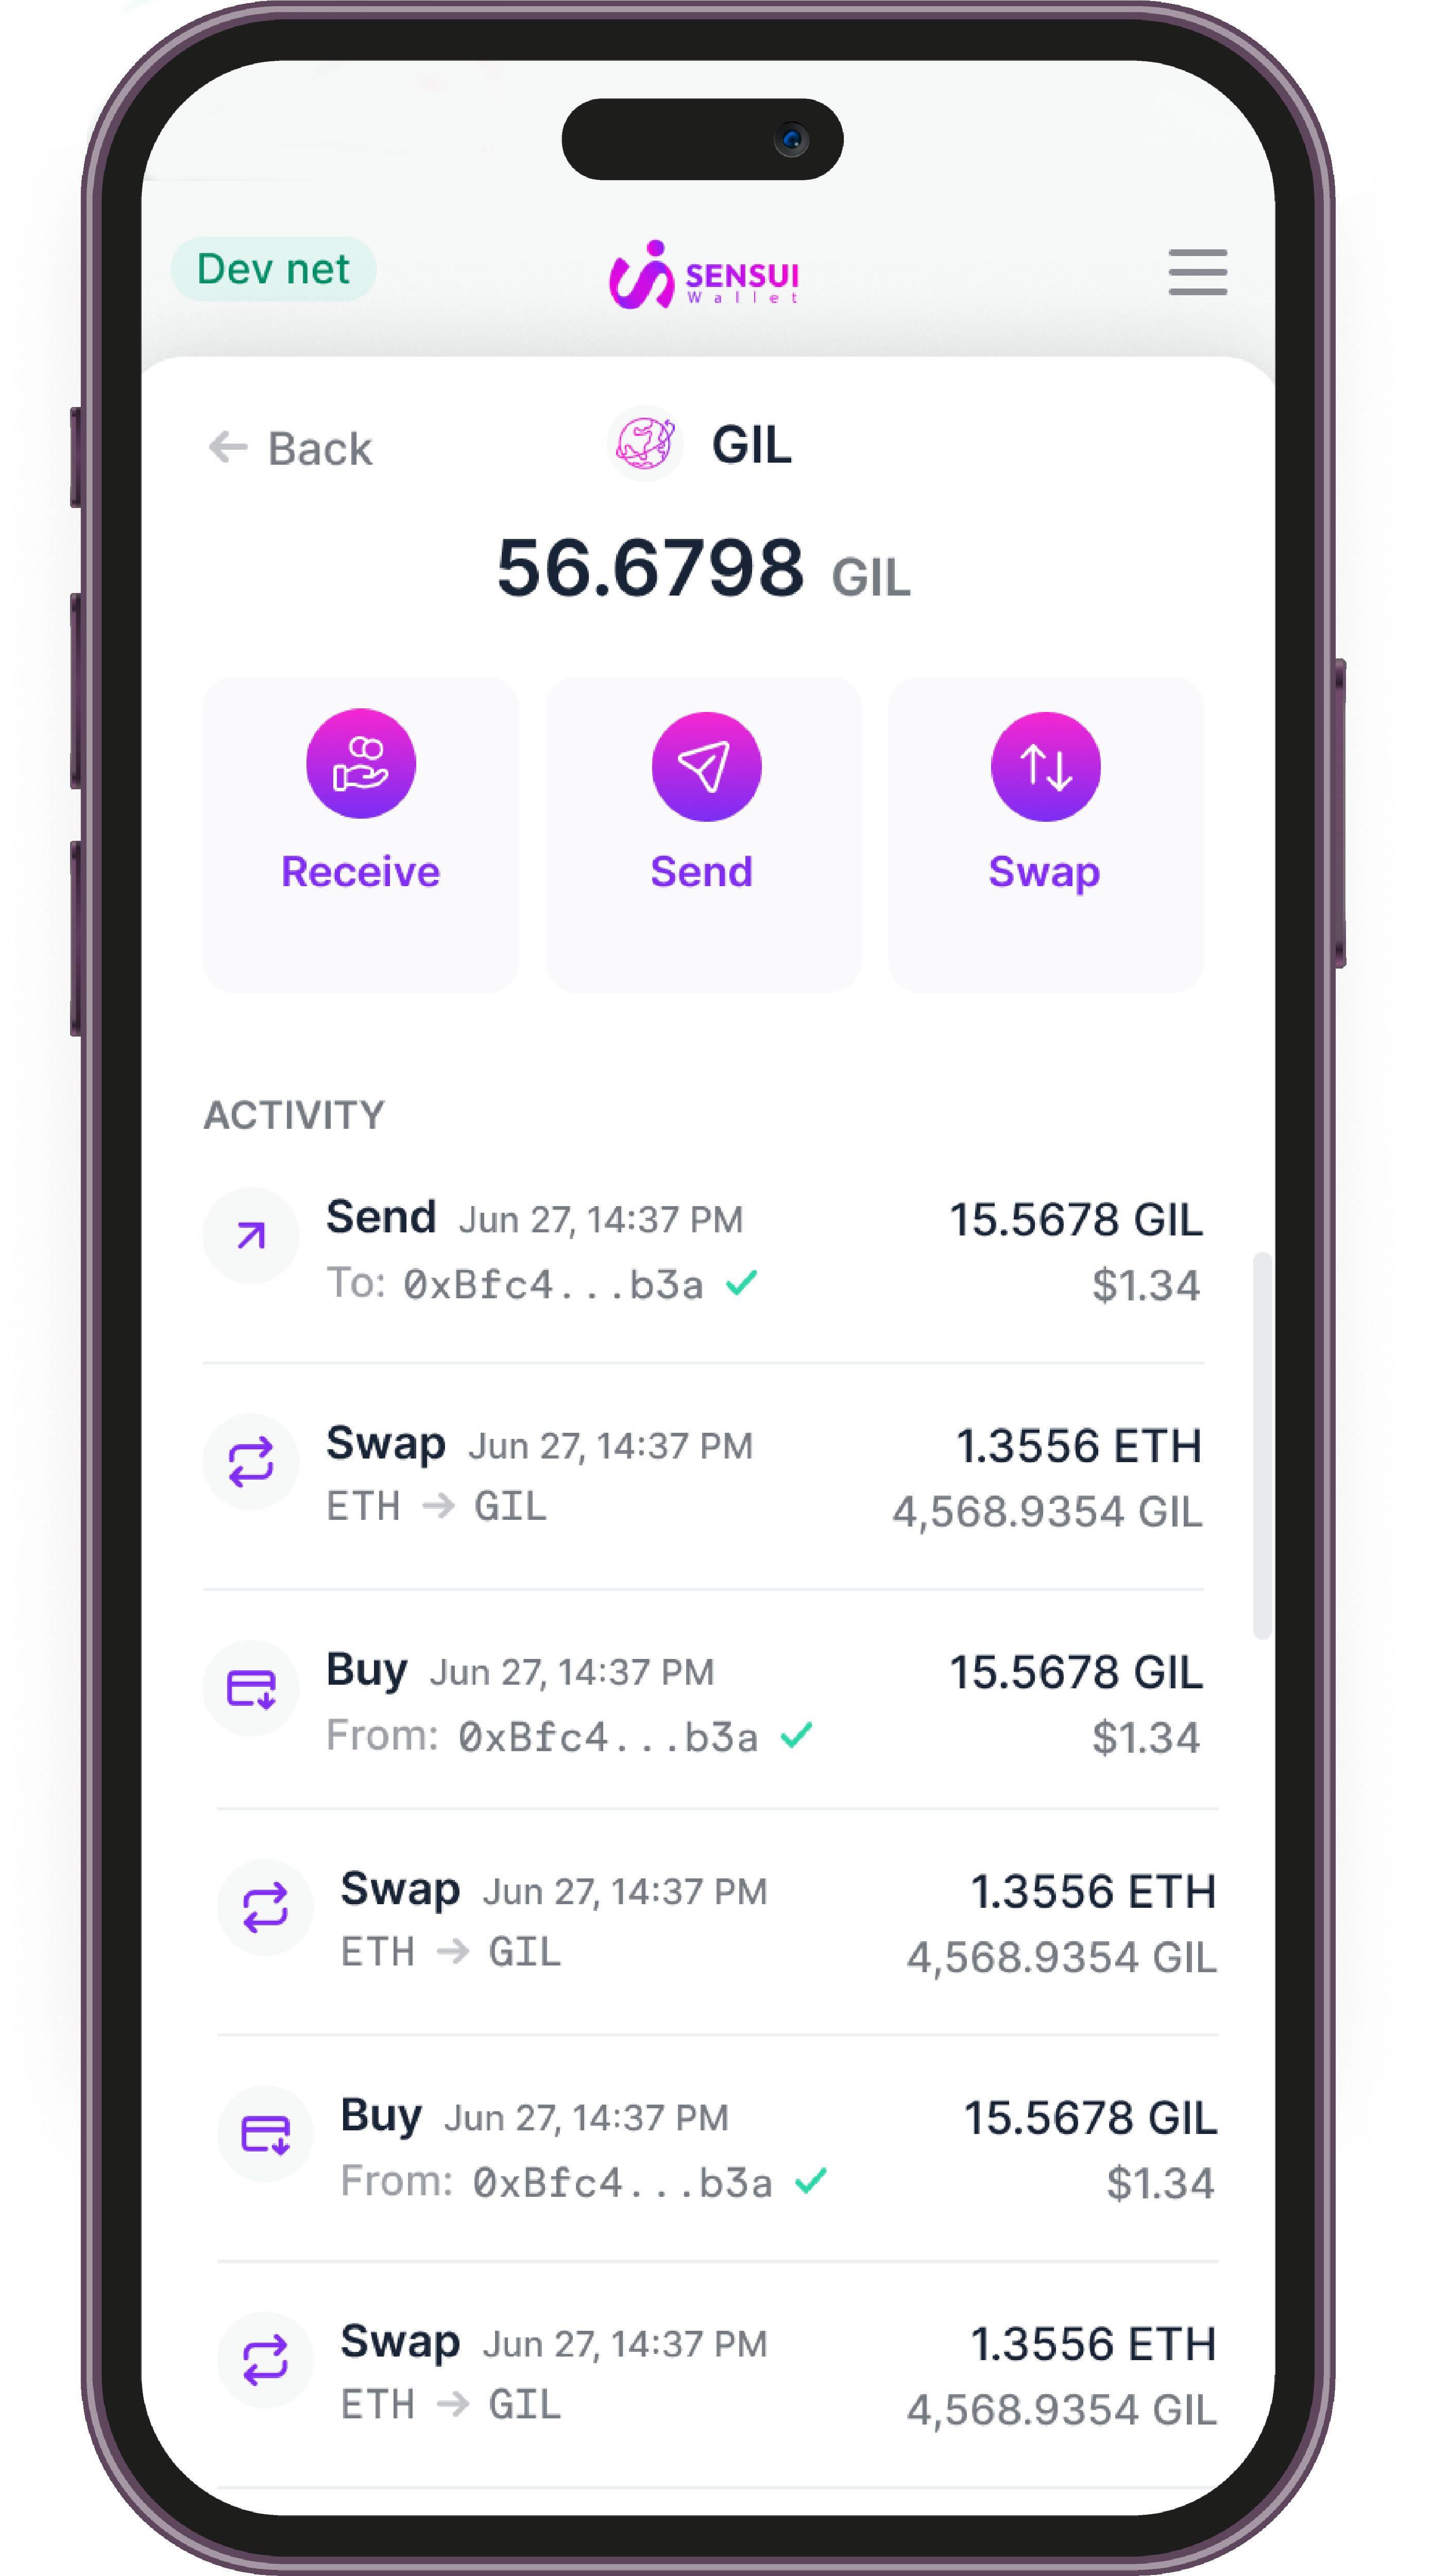 Dev net
SENSUI
Wallet
Back
GIL
56.6798 GIL
Receive
Send
Swap
ACTIVITY
Send Jun 27, 14:37 PM 15.5678 GIL
To: 0xBfc4...b3a $1.34
Swap Jun 27, 14:37 PM 1.3556 ETH
ETH → GIL 4,568.9354 GIL
Buy Jun 27, 14:37 PM 15.5678 GIL
From: 0xBfc4...b3a $1.34
Swap Jun 27, 14:37 PM 1.3556 ETH
ETH → GIL 4,568.9354 GIL
Buy Jun 27, 14:37 PM 15.5678 GIL
From: 0xBfc4...b3a $1.34
Swap Jun 27, 14:37 PM 1.3556 ETH
ETH → GIL 4,568.9354 GIL